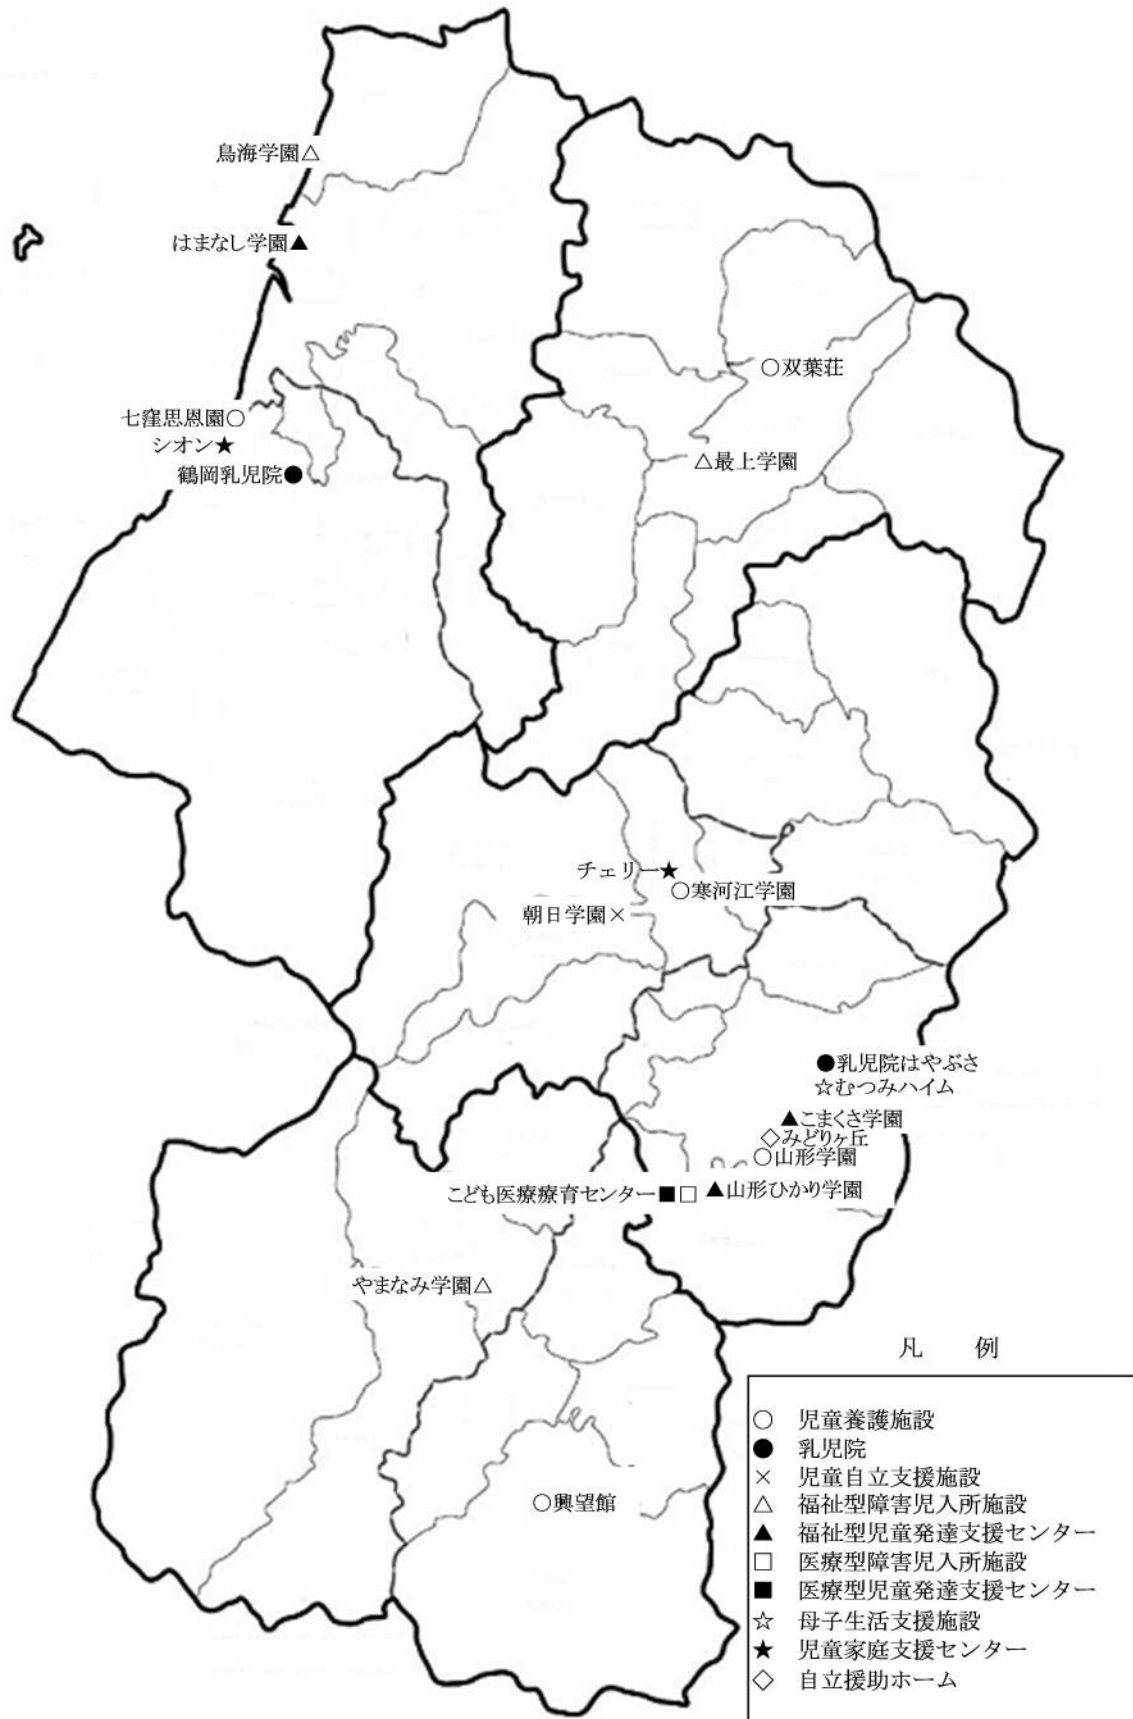 鳥海学園△
はまなし学園▲
○双葉荘
七窪思恩園○
シオン★
鶴岡乳児院●
△最上学園
チェリー★
○寒河江学園
朝日学園×
●乳児院はやぶさ
☆むつみハイム
▲こまくさ学園
◇みどりヶ丘
○山形学園
こども医療療育センター■□
▲山形ひかり学園
やまなみ学園△
○興望館
凡 例
○ 児童養護施設
● 乳児院
× 児童自立支援施設
△ 福祉型障害児入所施設
▲ 福祉型児童発達支援センター
□ 医療型障害児入所施設
■ 医療型児童発達支援センター
☆ 母子生活支援施設
★ 児童家庭支援センター
◇ 自立援助ホーム